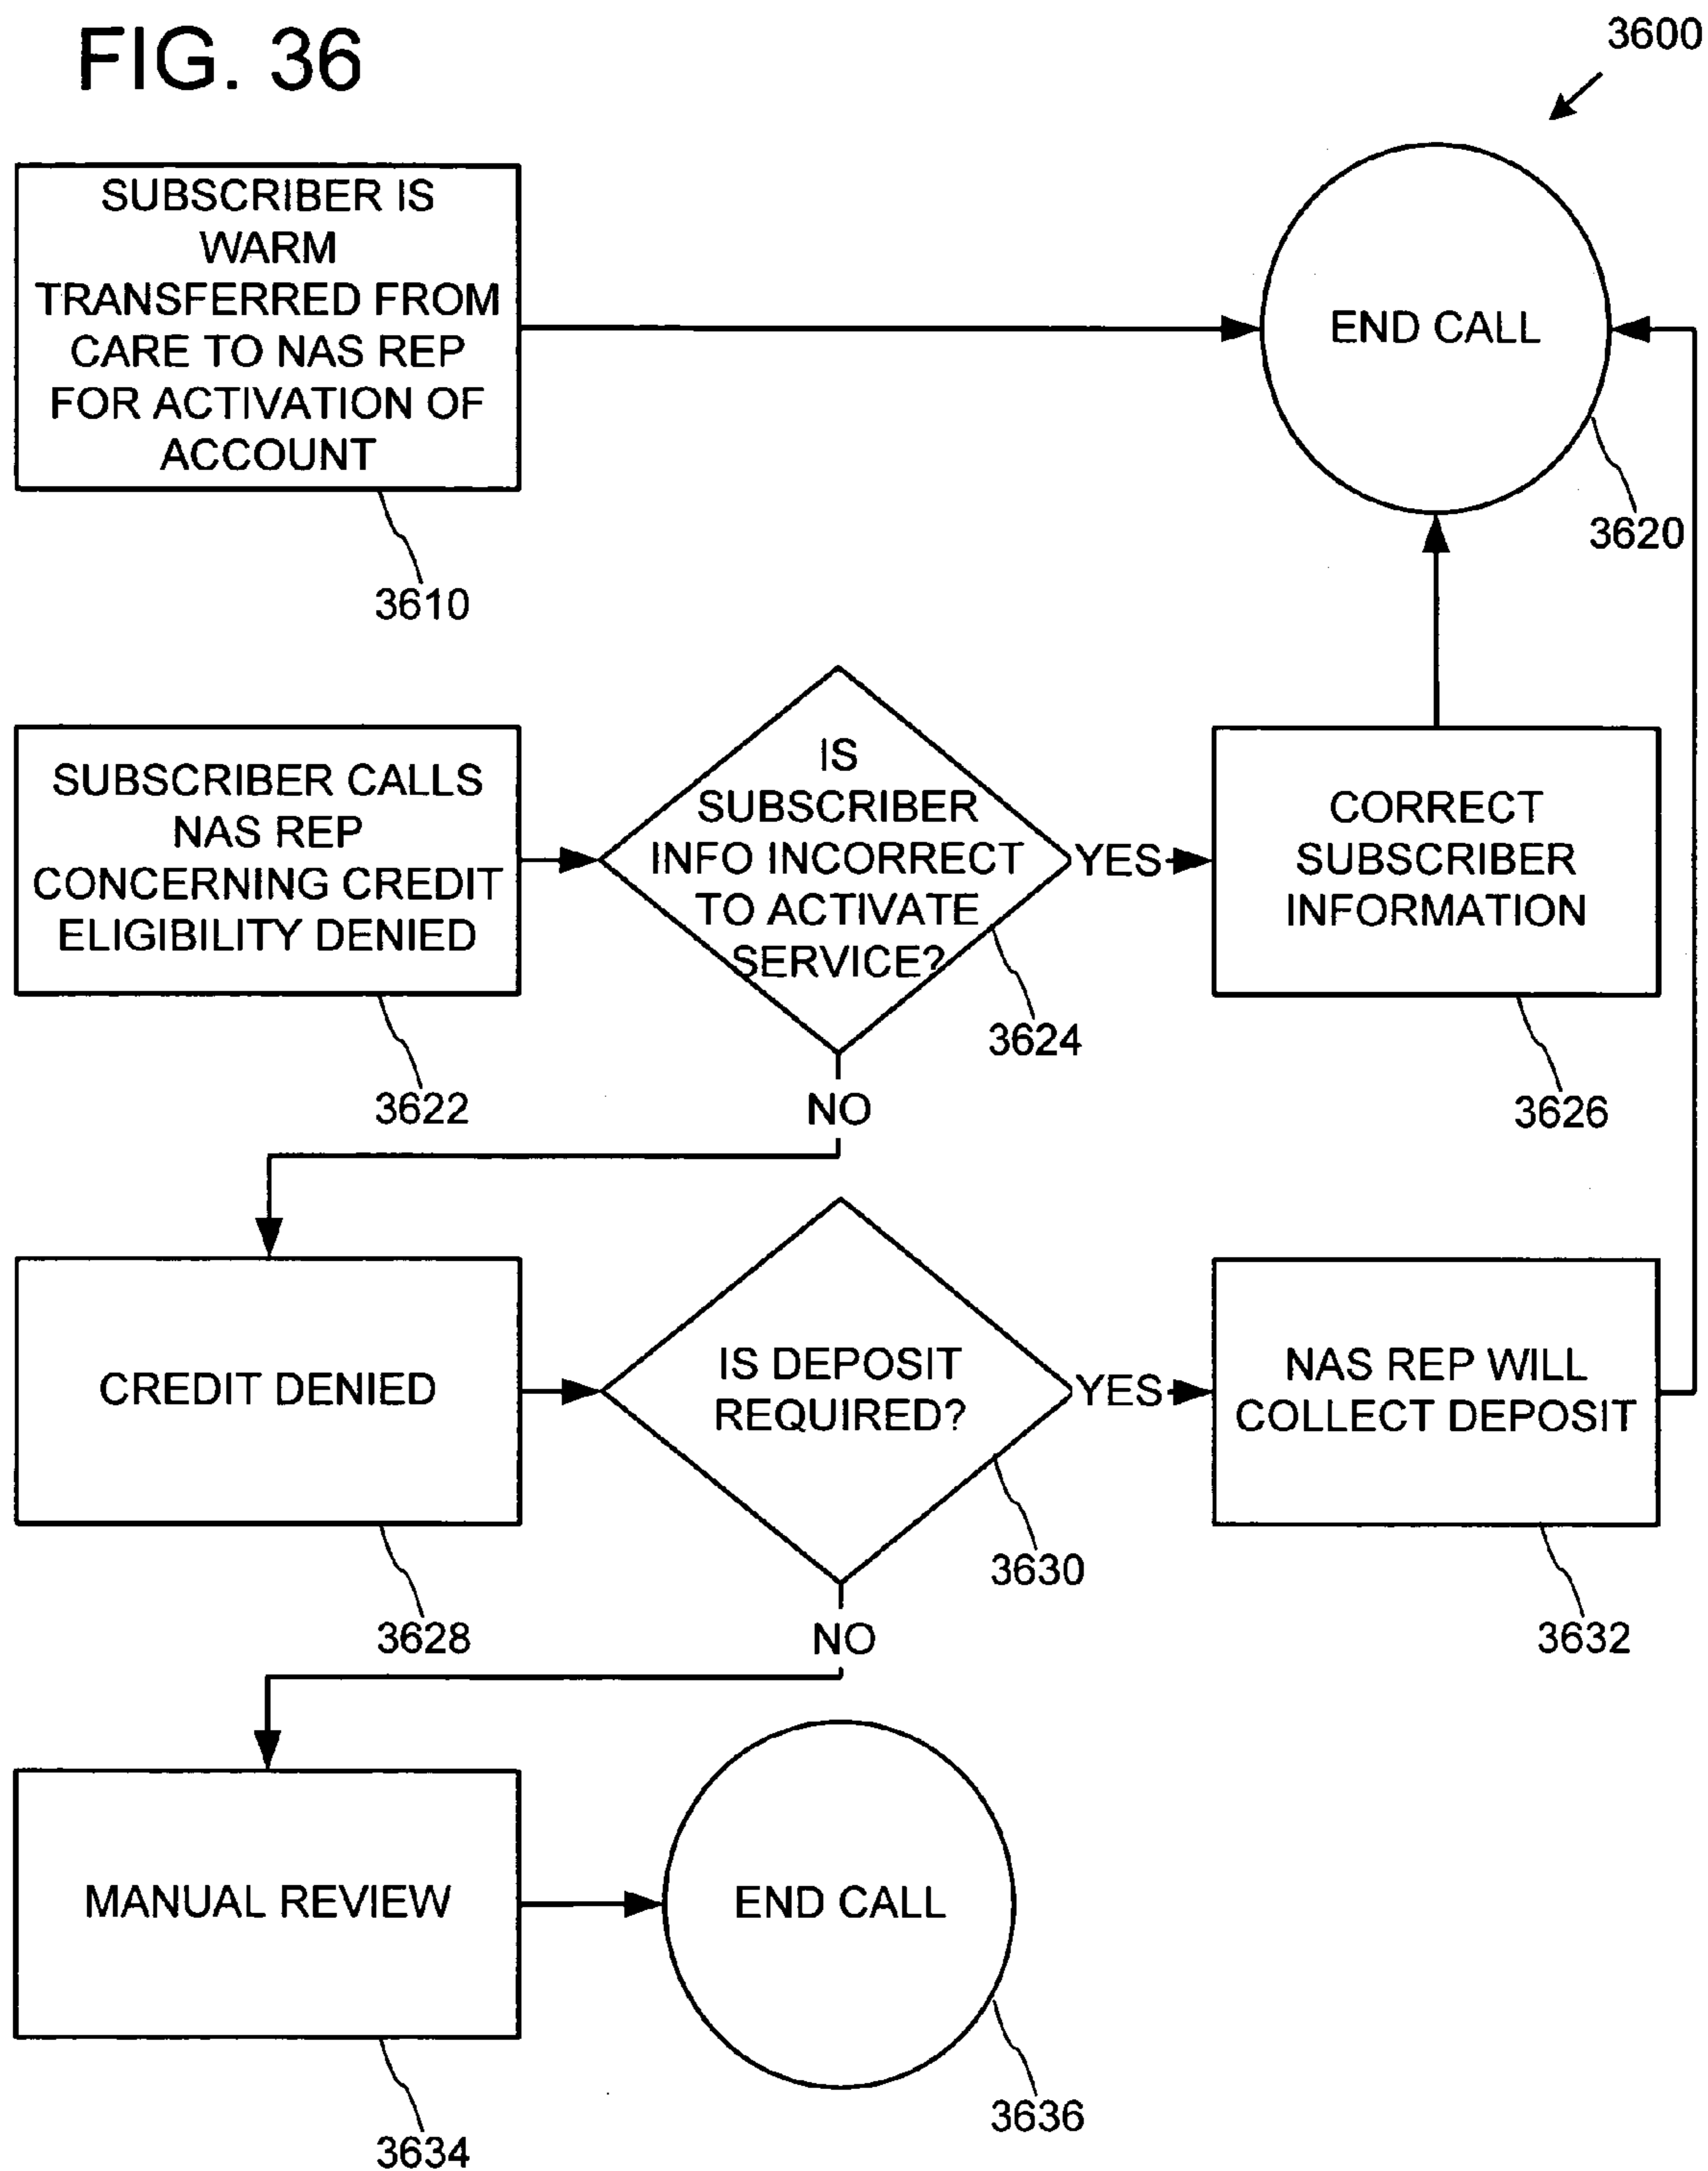 FIG. 36
3600
SUBSCRIBER IS
WARM
TRANSFERRED FROM
CARE TO NAS REP
FOR ACTIVATION OF
ACCOUNT
3610
END CALL
3620
SUBSCRIBER CALLS
NAS REP
CONCERNING CREDIT
ELIGIBILITY DENIED
3622
IS
SUBSCRIBER
INFO INCORRECT
TO ACTIVATE
SERVICE?
3624
YES
NO
CORRECT
SUBSCRIBER
INFORMATION
3626
CREDIT DENIED
3628
IS DEPOSIT
REQUIRED?
3630
YES
NO
NAS REP WILL
COLLECT DEPOSIT
3632
MANUAL REVIEW
3634
END CALL
3636